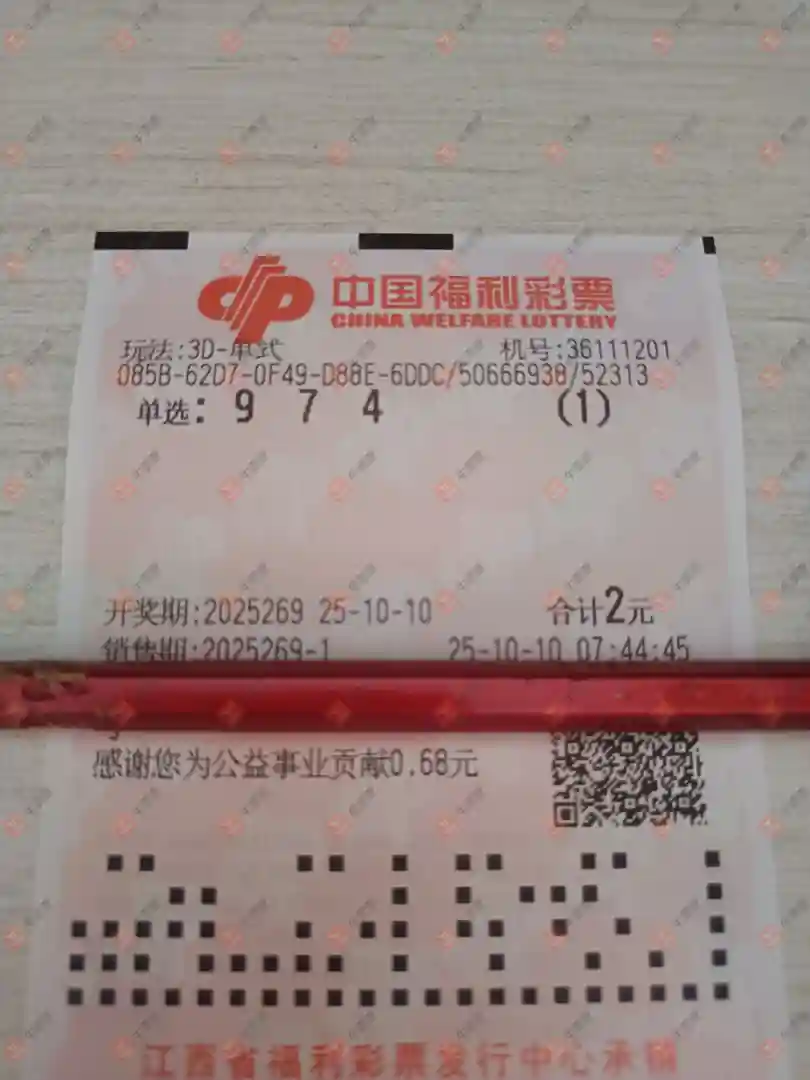 中国福利彩票
CHINA WELFARE LOTTERY
玩法:3D-单式 机号:36111201
085B-62D7-0F49-D88E-6DDC/50666938/52313
单选: 9 7 4 (1)
开奖期:2025269 25-10-10 合计2元
销售期:2025269-1 25-10-10 07:44:45
感谢您为公益事业贡献0.68元
江西省福利彩票发行中心承销